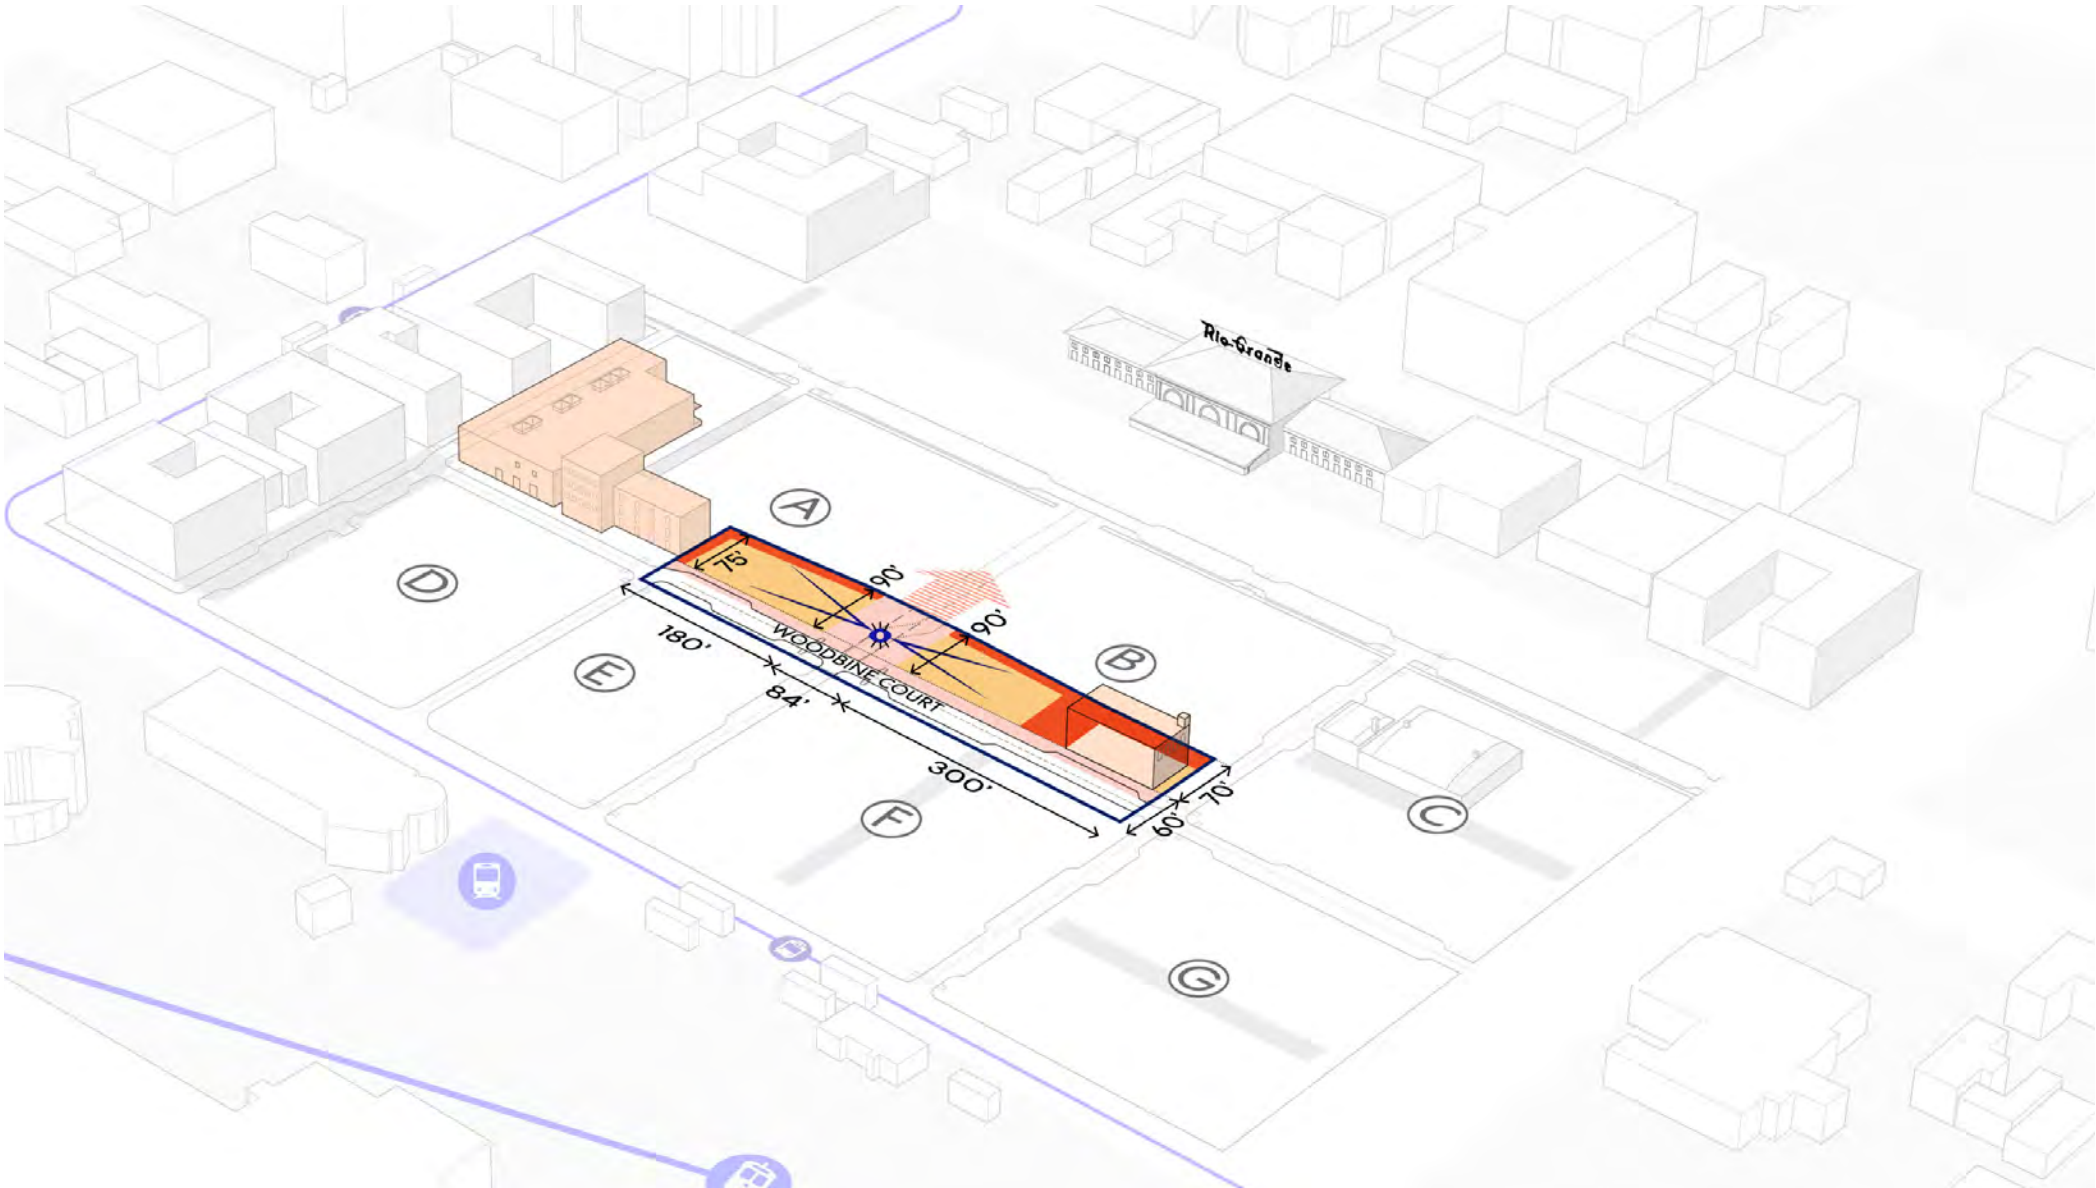 Rio Grande
A
75'
90'
D
90'
180'
WOODBINE COURT
B
E
84'
300'
70'
60'
F
C
G